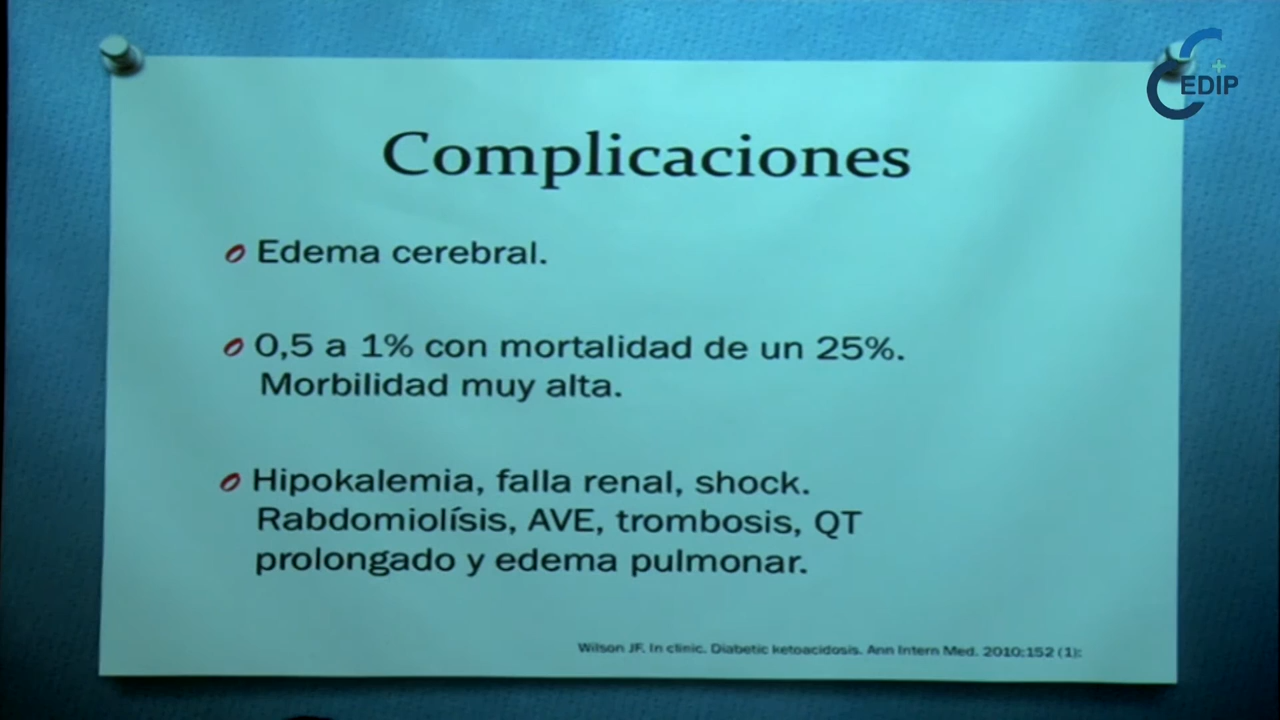 EDIP
Complicaciones
Edema cerebral.
0,5 a 1% con mortalidad de un 25%.
Morbilidad muy alta.
Hipokalemia, falla renal, shock.
Rabdomiolísis, AVE, trombosis, QT
prolongado y edema pulmonar.
Wilson JF. In clinic. Diabetic ketoacidosis. Ann Intern Med. 2010;152 (1):